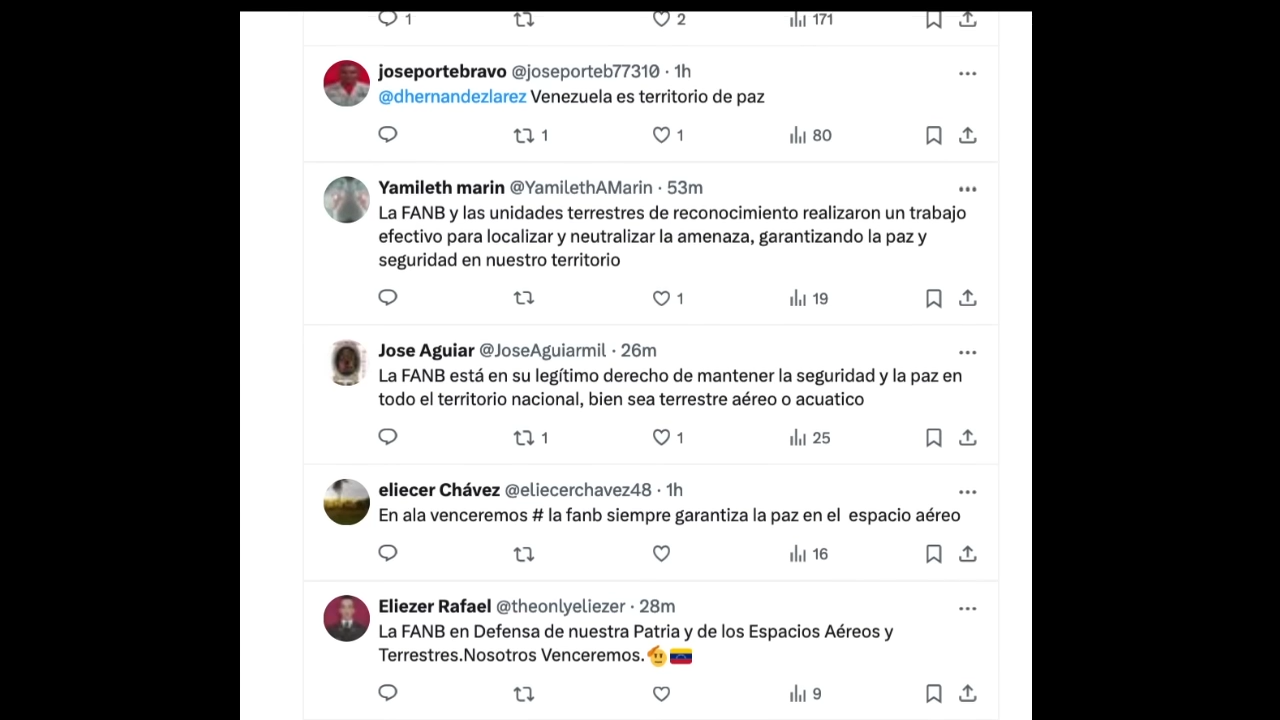 1 2 171
joseportebravo @joseporteb77310 · 1h
@dhernandezlarez Venezuela es territorio de paz
1 1 80
Yamileth marin @YamilethAMarin · 53m
La FANB y las unidades terrestres de reconocimiento realizaron un trabajo
efectivo para localizar y neutralizar la amenaza, garantizando la paz y
seguridad en nuestro territorio
1 19
Jose Aguiar @JoseAguiarmil · 26m
La FANB está en su legítimo derecho de mantener la seguridad y la paz en
todo el territorio nacional, bien sea terrestre aéreo o acuatico
1 1 25
eliecer Chávez @eliecerchavez48 · 1h
En ala venceremos # la fanb siempre garantiza la paz en el espacio aéreo
16
Eliezer Rafael @theonlyeliezer · 28m
La FANB en Defensa de nuestra Patria y de los Espacios Aéreos y
Terrestres.Nosotros Venceremos.🫡🇻🇪
9